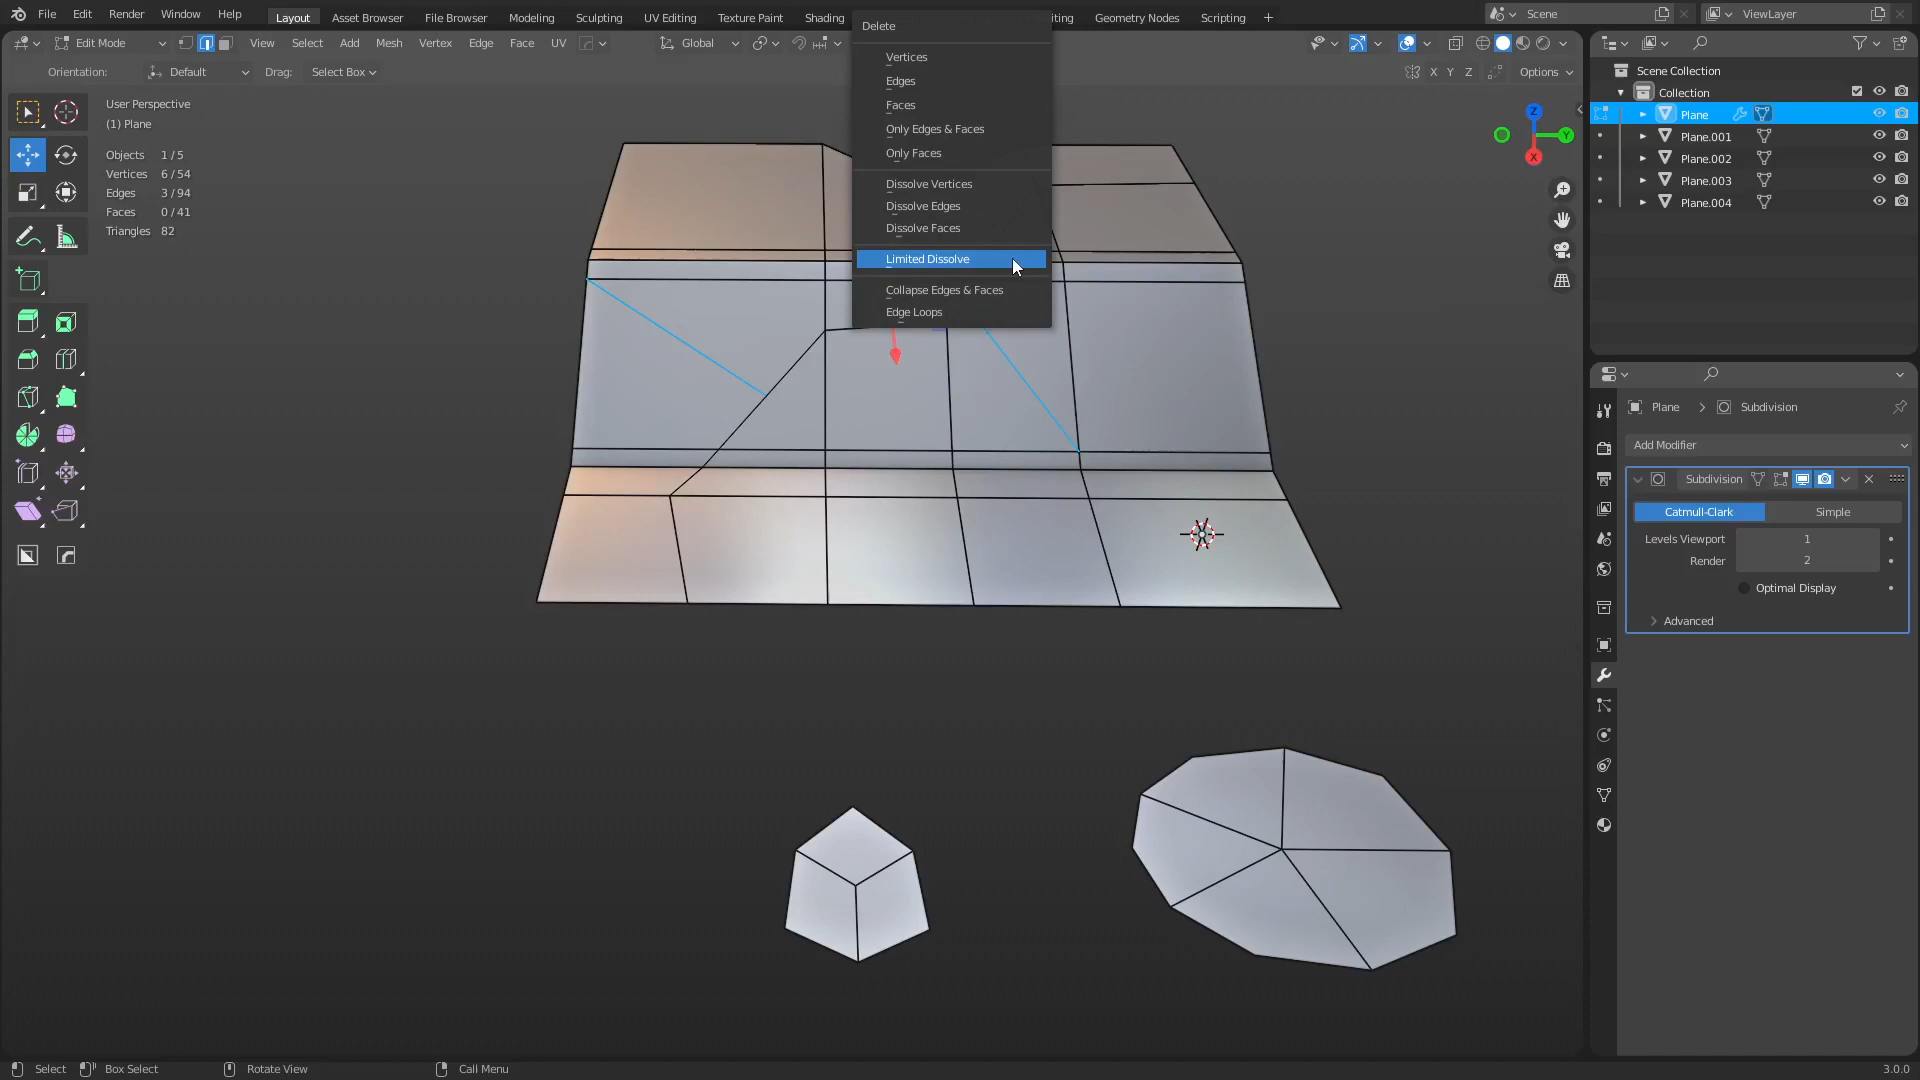 File Edit Render Window Help Layout Asset Browser File Browser Modeling Sculpting UV Editing Texture Paint Shading iting Geometry Nodes Scripting + Scene ViewLayer
Edit Mode View Select Add Mesh Vertex Edge Face UV Global
Orientation: Default Drag: Select Box X Y Z Options
User Perspective
(1) Plane
Objects 1 / 5
Vertices 6 / 54
Edges 3 / 94
Faces 0 / 41
Triangles 82
Delete
Vertices
Edges
Faces
Only Edges & Faces
Only Faces
Dissolve Vertices
Dissolve Edges
Dissolve Faces
Limited Dissolve
Collapse Edges & Faces
Edge Loops
Z
Y
X
Scene Collection
Collection
Plane
Plane.001
Plane.002
Plane.003
Plane.004
Plane Subdivision
Add Modifier
Subdivision
Catmull-Clark Simple
Levels Viewport 1
Render 2
Optimal Display
Advanced
Select Box Select Rotate View Call Menu 3.0.0